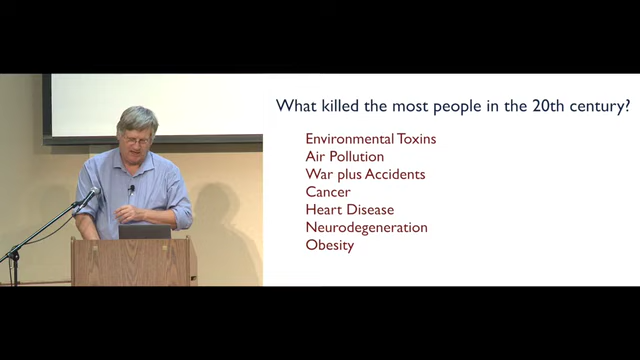 What killed the most people in the 20th century?
Environmental Toxins
Air Pollution
War plus Accidents
Cancer
Heart Disease
Neurodegeneration
Obesity